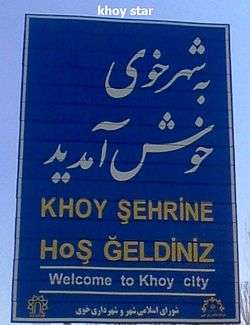 khoy star
به شهر خوی
خوش آمدید
KHOY ŞEHRİNE
HoŞ ĞELDİNİZ
Welcome to Khoy city
شورای اسلامی شهر و شهرداری خوی